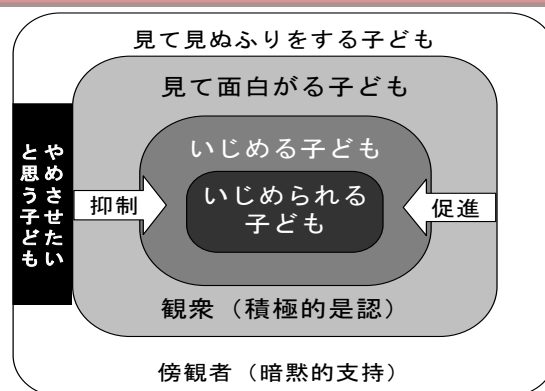 見て見ぬふりをする子ども
見て面白がる子ども
いじめる子ども
いじめられる
子ども
やめさせたい
と思う子ども
抑制
促進
観衆（積極的是認）
傍観者（暗黙的支持）